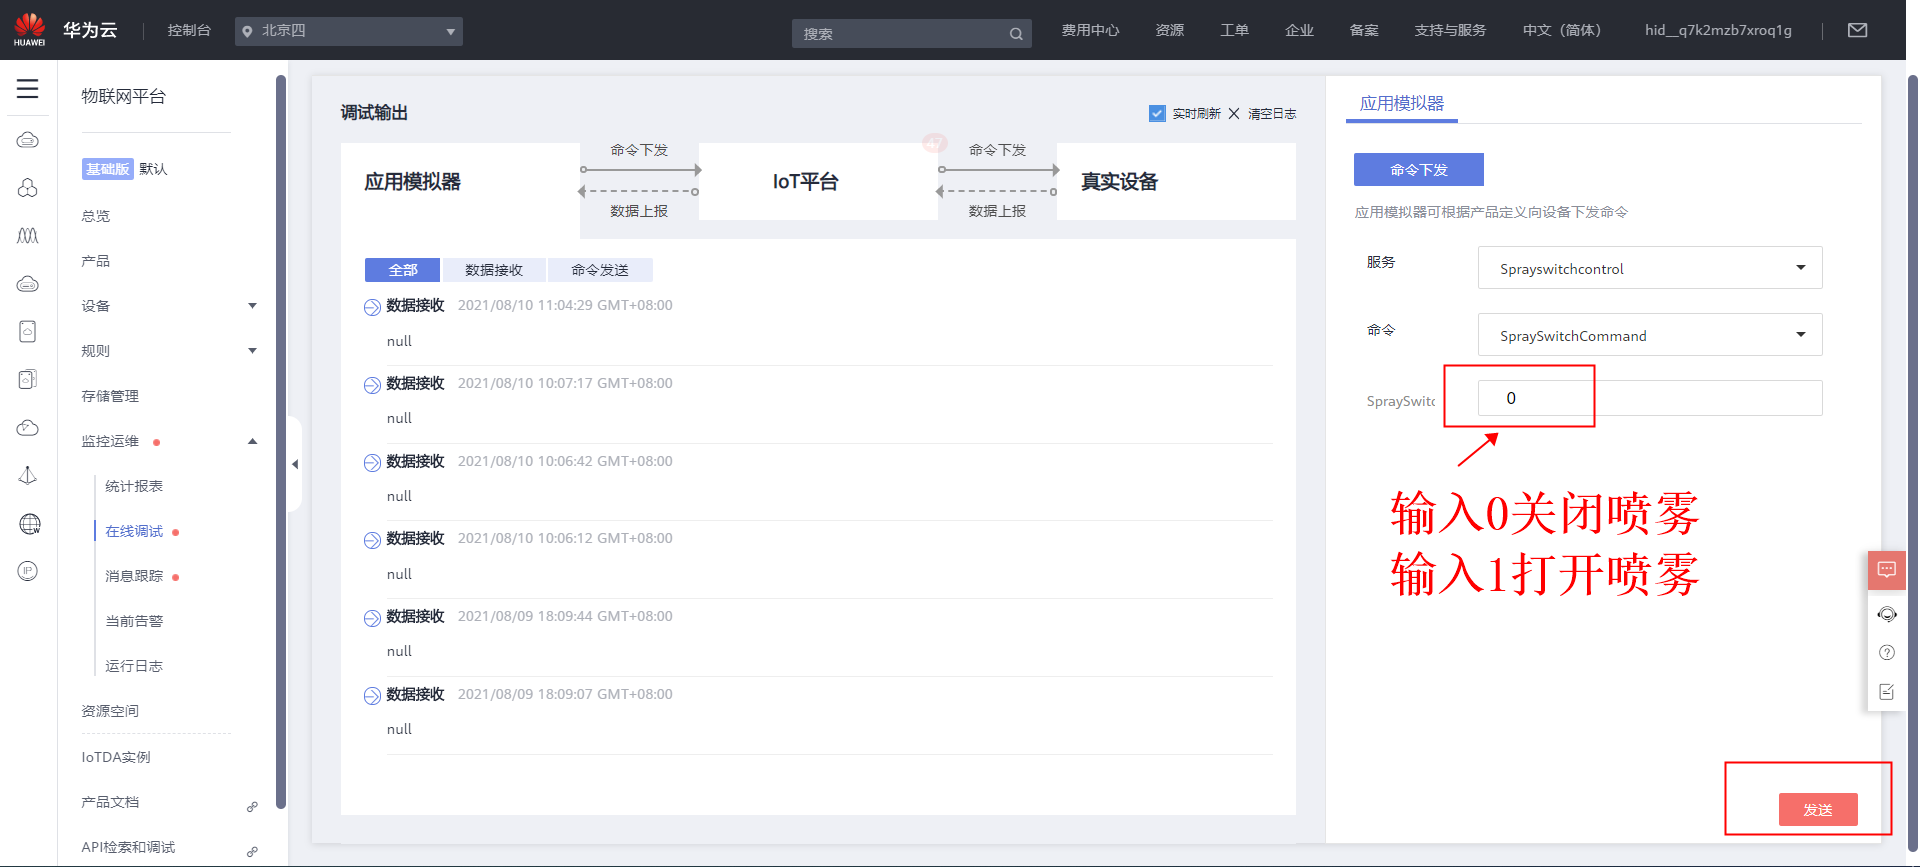 HUAWEI
华为云
控制台
北京四
搜索
费用中心
资源
工单
企业
备案
支持与服务
中文（简体）
hid__q7k2mzb7xroq1g
物联网平台
基础版 默认
总览
产品
设备
规则
存储管理
监控运维
统计报表
在线调试
消息跟踪
当前告警
运行日志
资源空间
IoTDA实例
产品文档
API检索和调试
调试输出
实时刷新
清空日志
应用模拟器
命令下发
数据上报
IoT平台
47
命令下发
数据上报
真实设备
全部
数据接收
命令发送
数据接收 2021/08/10 11:04:29 GMT+08:00
null
数据接收 2021/08/10 10:07:17 GMT+08:00
null
数据接收 2021/08/10 10:06:42 GMT+08:00
null
数据接收 2021/08/10 10:06:12 GMT+08:00
null
数据接收 2021/08/09 18:09:44 GMT+08:00
null
数据接收 2021/08/09 18:09:07 GMT+08:00
null
应用模拟器
命令下发
应用模拟器可根据产品定义向设备下发命令
服务
Sprayswitchcontrol
命令
SpraySwitchCommand
SpraySwitc
0
输入0关闭喷雾
输入1打开喷雾
发送
IP